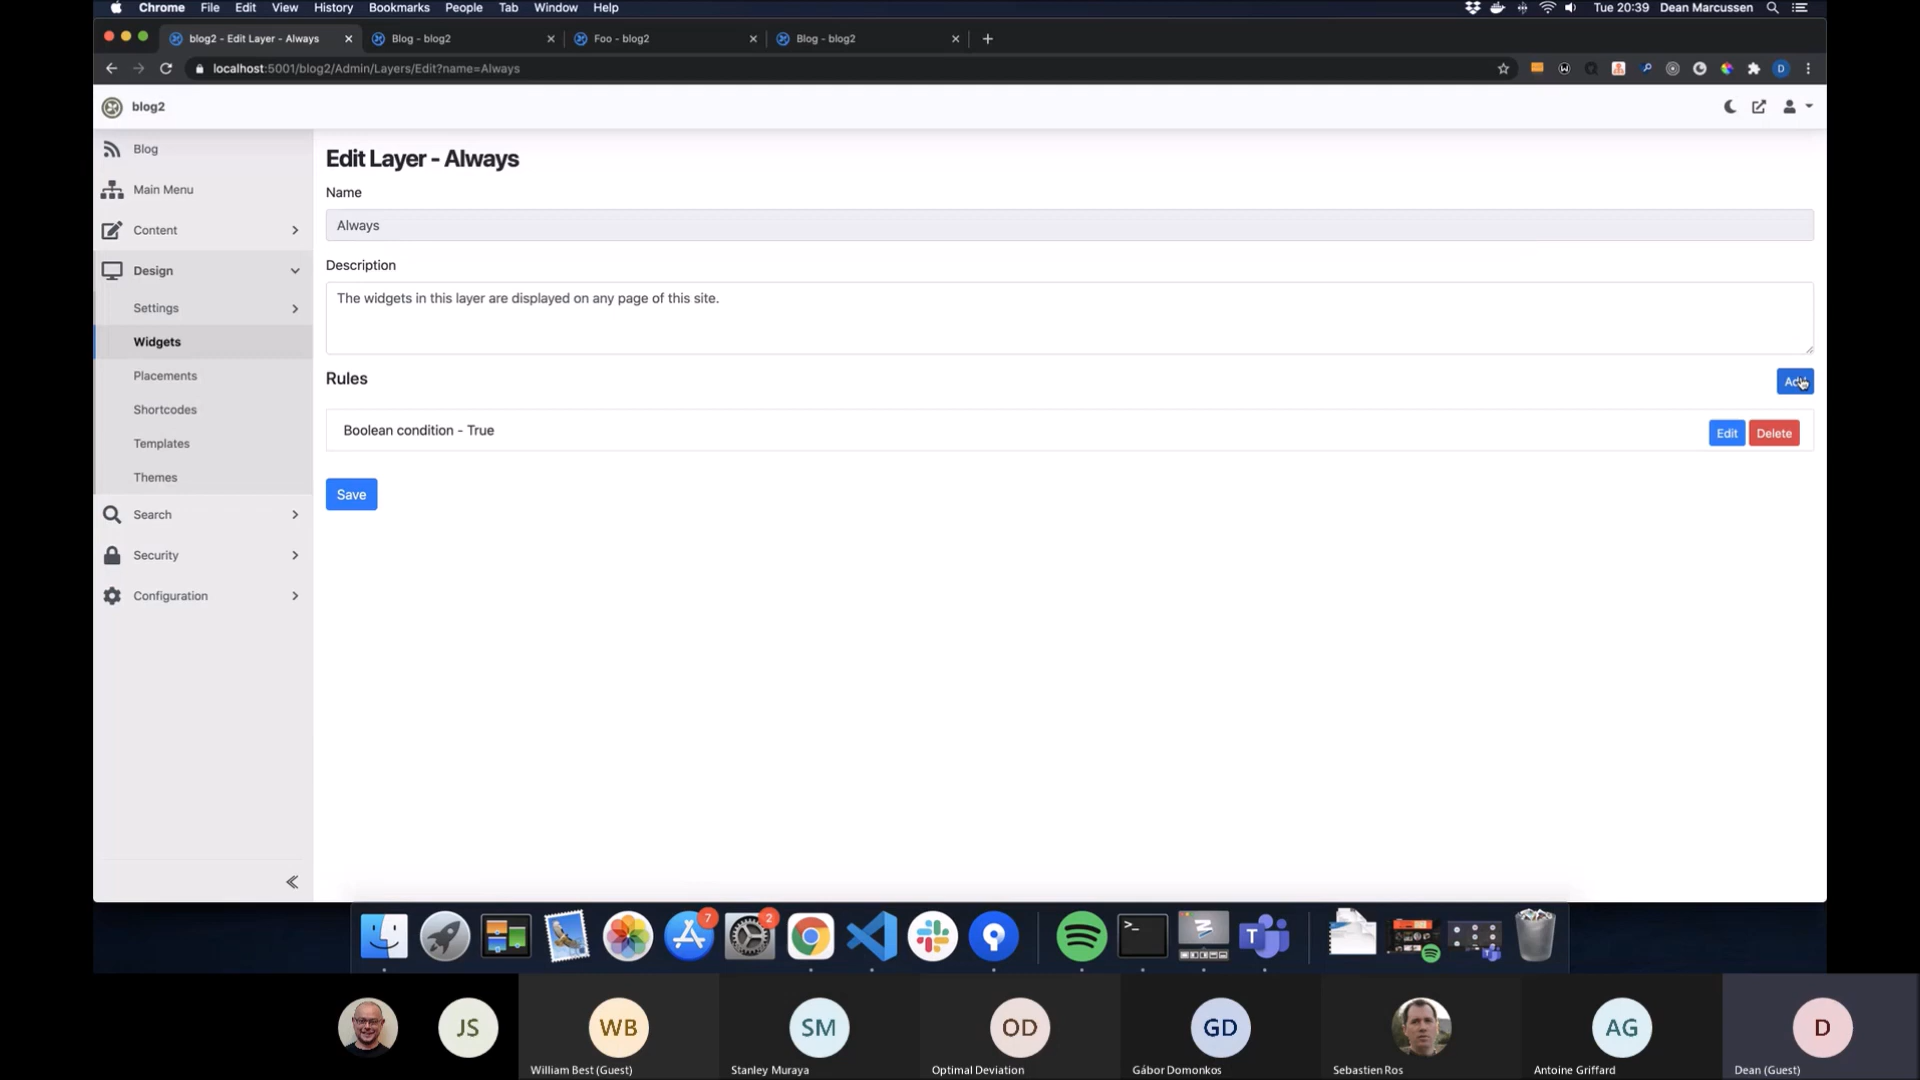 Chrome File Edit View History Bookmarks People Tab Window Help Tue 20:39 Dean Marcussen
blog2 - Edit Layer - Always Blog - blog2 Foo - blog2 Blog - blog2
localhost:5001/blog2/Admin/Layers/Edit?name=Always
blog2
Blog
Main Menu
Content
Design
Settings
Widgets
Placements
Shortcodes
Templates
Themes
Search
Security
Configuration
Edit Layer - Always
Name
Always
Description
The widgets in this layer are displayed on any page of this site.
Rules
Add
Boolean condition - True
Edit Delete
Save
7
2
JS
WB
SM
OD
GD
AG
D
William Best (Guest)
Stanley Muraya
Optimal Deviation
Gábor Domonkos
Sebastien Ros
Antoine Griffard
Dean (Guest)